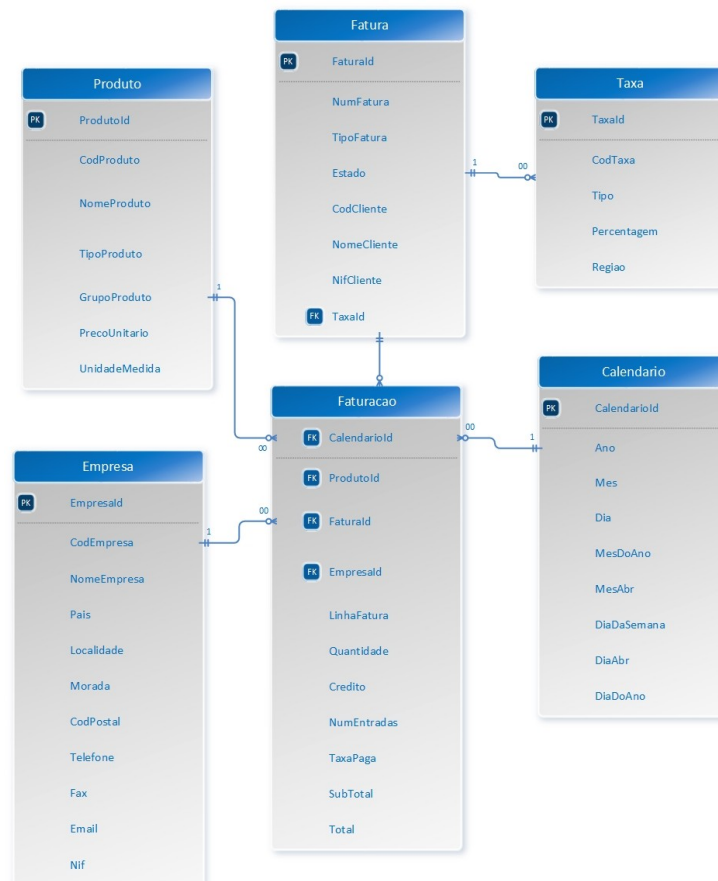 Fatura
PK FaturaId
NumFatura
TipoFatura
Estado
CodCliente
NomeCliente
NifCliente
FK TaxaId
Produto
PK ProdutoId
CodProduto
NomeProduto
TipoProduto
GrupoProduto
PrecoUnitario
UnidadeMedida
Taxa
PK TaxaId
CodTaxa
Tipo
Percentagem
Regiao
1
00
1
00
Faturacao
FK CalendarioId
FK ProdutoId
FK FaturaId
FK EmpresaId
LinhaFatura
Quantidade
Credito
NumEntradas
TaxaPaga
SubTotal
Total
Calendario
PK CalendarioId
Ano
Mes
Dia
MesDoAno
MesAbr
DiaDaSemana
DiaAbr
DiaDoAno
00
1
Empresa
PK EmpresaId
CodEmpresa
NomeEmpresa
Pais
Localidade
Morada
CodPostal
Telefone
Fax
Email
Nif
1
00